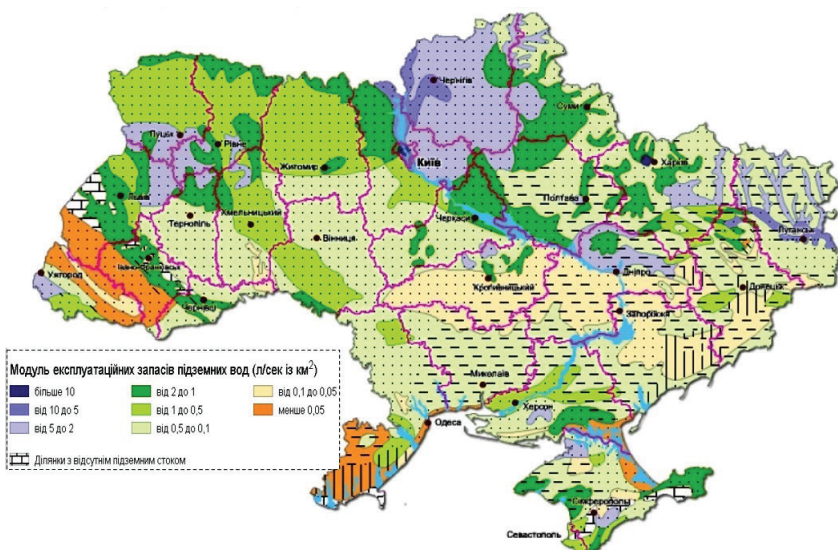 Чернігів
Суми
Луцьк
Рівне
Київ
Житомир
Харків
Львів
Полтава
Хмельницький
Тернопіль
Черкаси
Луганськ
Вінниця
Івано-Франківськ
Ужгород
Дніпро
Кропивницький
Донецьк
Чернівці
Запоріжжя
Модуль експлуатаційних запасів підземних вод (л/сек із км²)
більше 10
від 2 до 1
від 0,1 до 0,05
від 10 до 5
від 1 до 0,5
менше 0,05
від 5 до 2
від 0,5 до 0,1
Ділянки з відсутнім підземним стоком
Миколаїв
Херсон
Одеса
Сімферополь
Севастополь